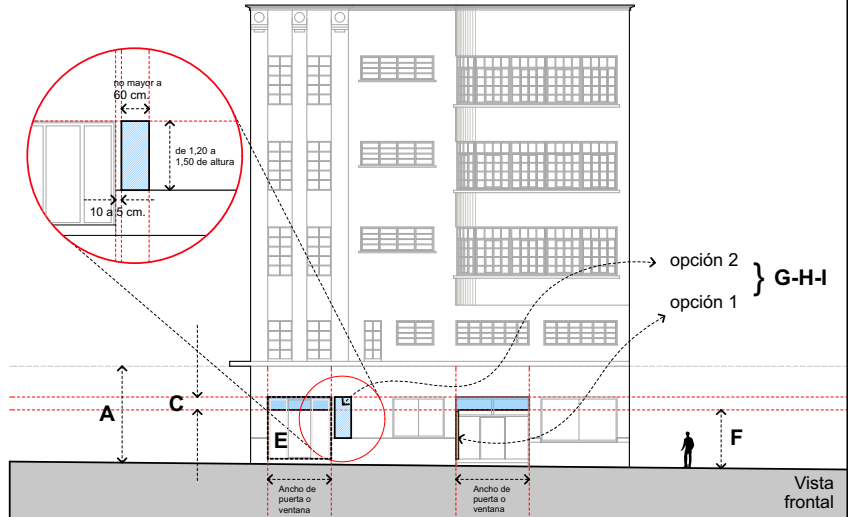 no mayor a
60 cm.
de 1,20 a
1,50 de altura
10 a 5 cm.
opción 2
opción 1
} G-H-I
A
C
E
F
Ancho de
puerta o
ventana
Ancho de
puerta o
ventana
Vista
frontal